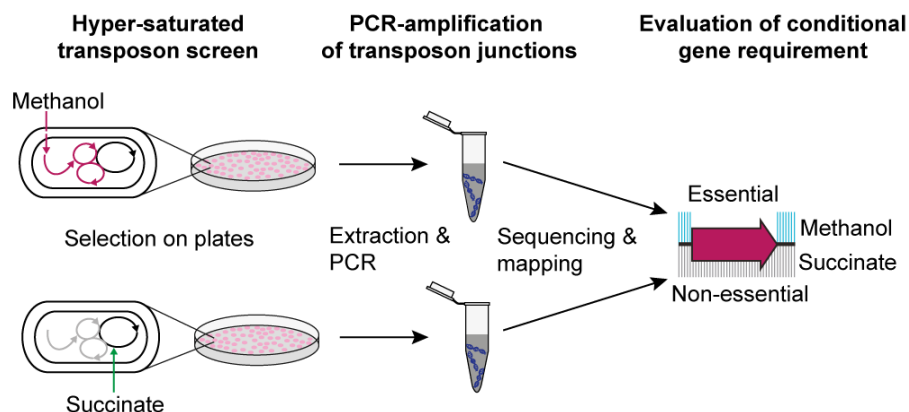 Hyper-saturated
transposon screen
PCR-amplification
of transposon junctions
Evaluation of conditional
gene requirement
Methanol
Selection on plates
Extraction &
PCR
Sequencing &
mapping
Essential
Methanol
Succinate
Non-essential
Succinate